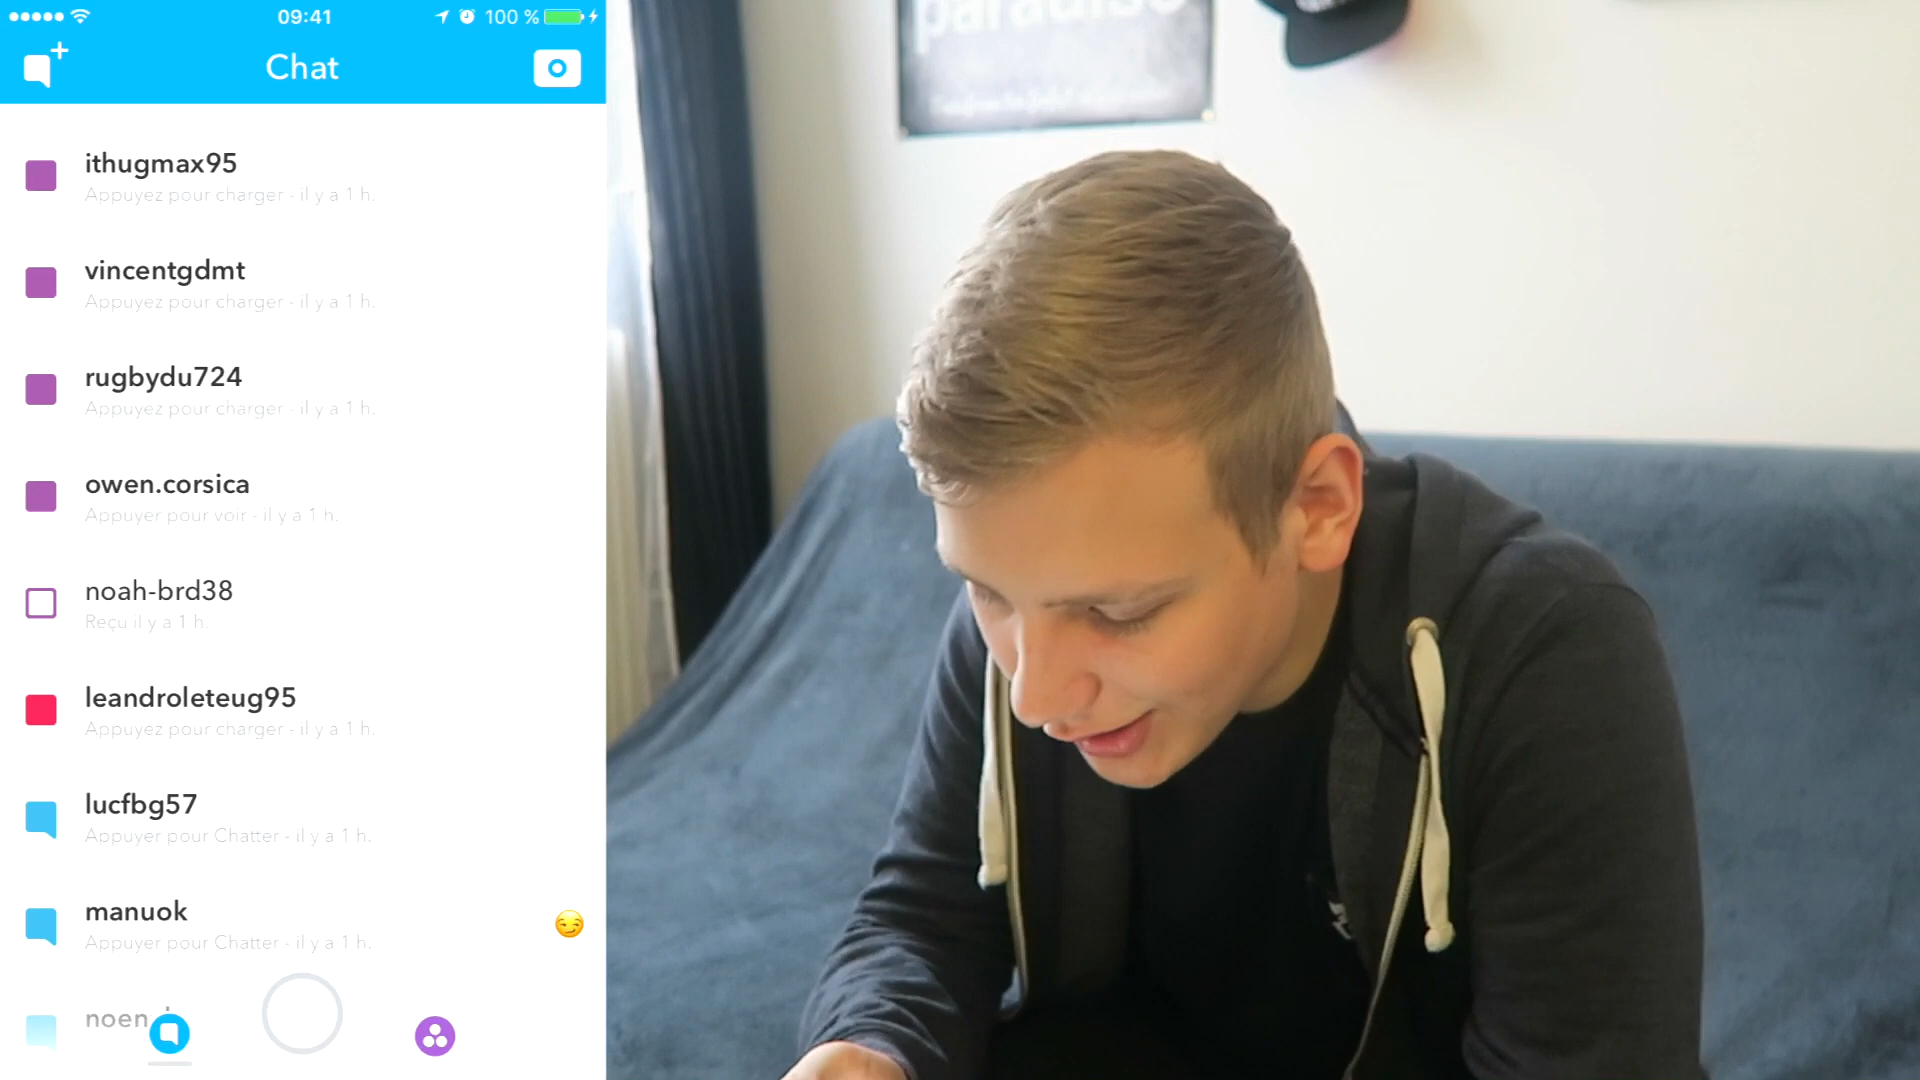 09:41
100 %
Chat
ithugmax95
Appuyez pour charger - il y a 1 h.
vincentgdmt
Appuyez pour charger - il y a 1 h.
rugbydu724
Appuyez pour charger - il y a 1 h.
owen.corsica
Appuyer pour voir - il y a 1 h.
noah-brd38
Reçu il y a 1 h.
leandroleteug95
Appuyez pour charger - il y a 1 h.
lucfbg57
Appuyer pour Chatter - il y a 1 h.
manuok
Appuyer pour Chatter - il y a 1 h.
paradise